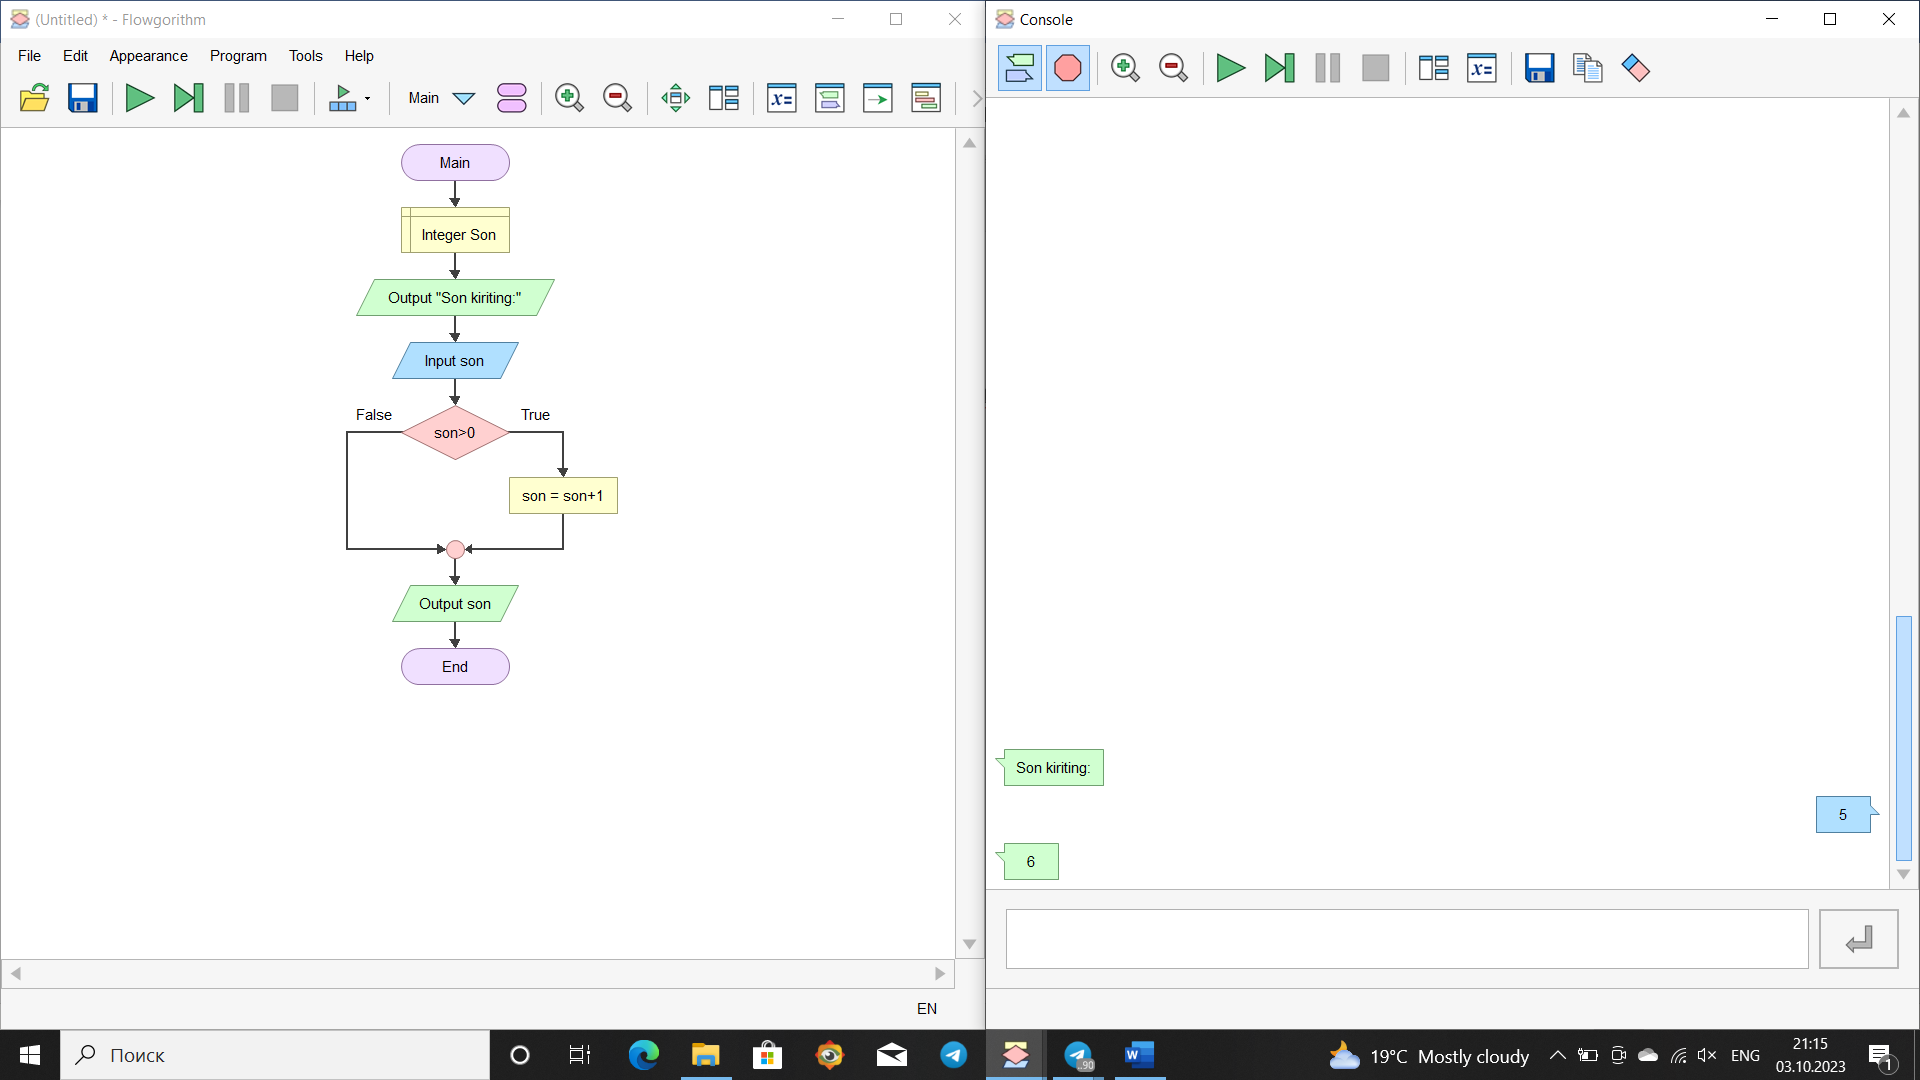 (Untitled) * - Flowgorithm
File Edit Appearance Program Tools Help
Main
x=
Main
Integer Son
Output "Son kiriting:"
Input son
False
True
son>0
son = son+1
Output son
End
EN
Console
x=
Son kiriting:
5
6
Поиск
..90
W
19°C Mostly cloudy
ENG
21:15
03.10.2023
1